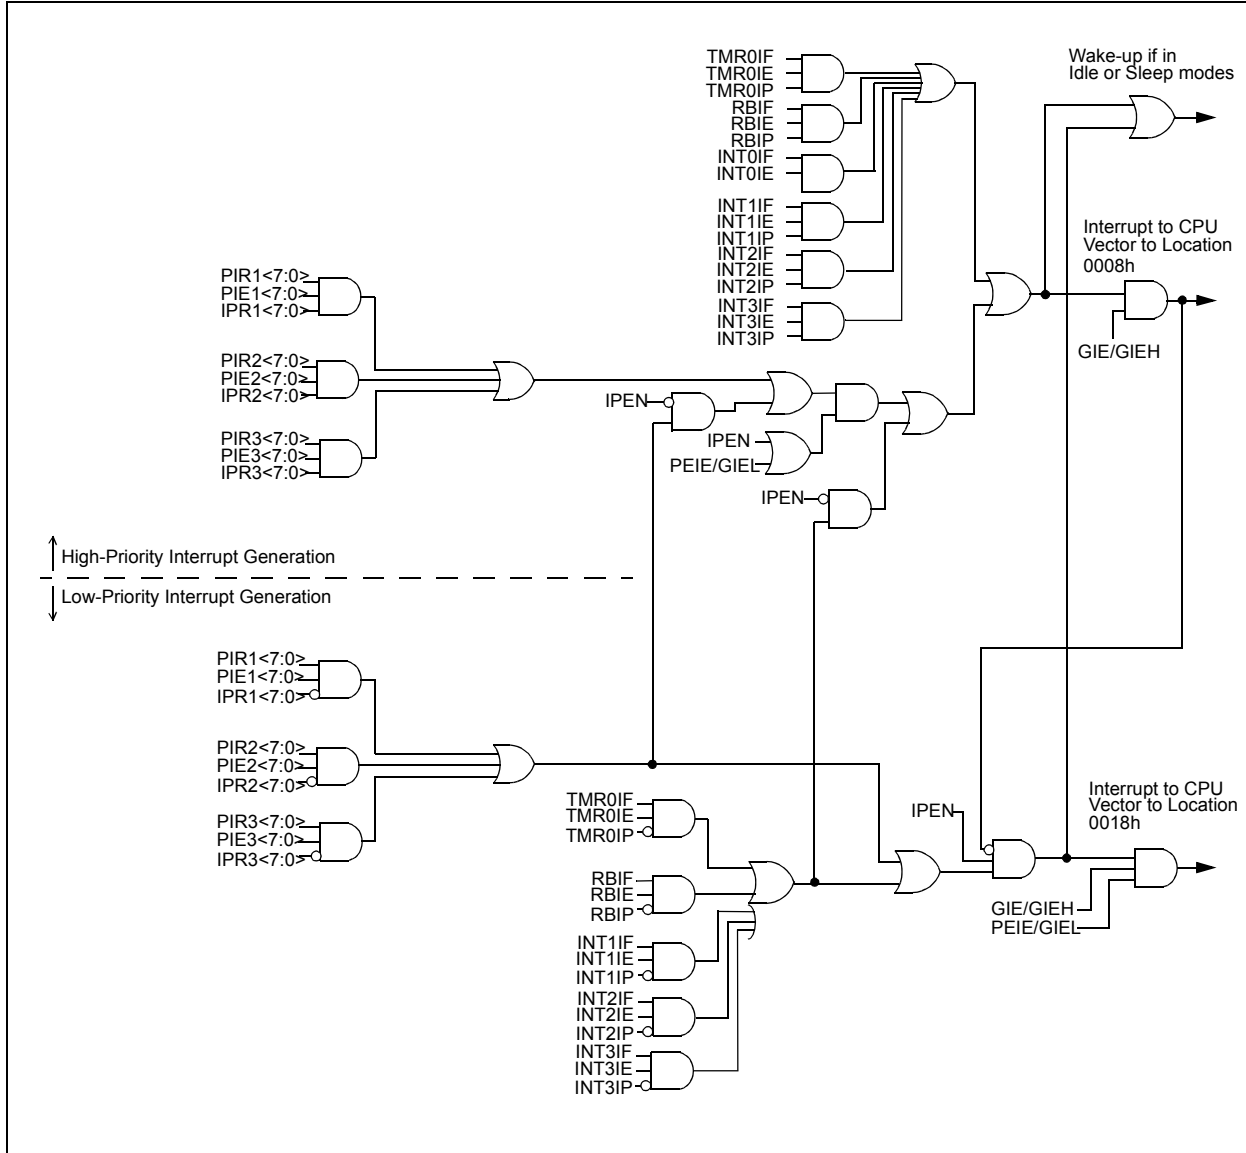 TMR0IF
TMR0IE
TMR0IP
RBIF
RBIE
RBIP
INT0IF
INT0IE
INT1IF
INT1IE
INT1IP
INT2IF
INT2IE
INT2IP
INT3IF
INT3IE
INT3IP
Wake-up if in
Idle or Sleep modes
Interrupt to CPU
Vector to Location
0008h
GIE/GIEH
PIR1<7:0>
PIE1<7:0>
IPR1<7:0>
PIR2<7:0>
PIE2<7:0>
IPR2<7:0>
PIR3<7:0>
PIE3<7:0>
IPR3<7:0>
IPEN
IPEN
PEIE/GIEL
IPEN
High-Priority Interrupt Generation
Low-Priority Interrupt Generation
PIR1<7:0>
PIE1<7:0>
IPR1<7:0>
PIR2<7:0>
PIE2<7:0>
IPR2<7:0>
PIR3<7:0>
PIE3<7:0>
IPR3<7:0>
TMR0IF
TMR0IE
TMR0IP
RBIF
RBIE
RBIP
INT1IF
INT1IE
INT1IP
INT2IF
INT2IE
INT2IP
INT3IF
INT3IE
INT3IP
IPEN
Interrupt to CPU
Vector to Location
0018h
GIE/GIEH
PEIE/GIEL